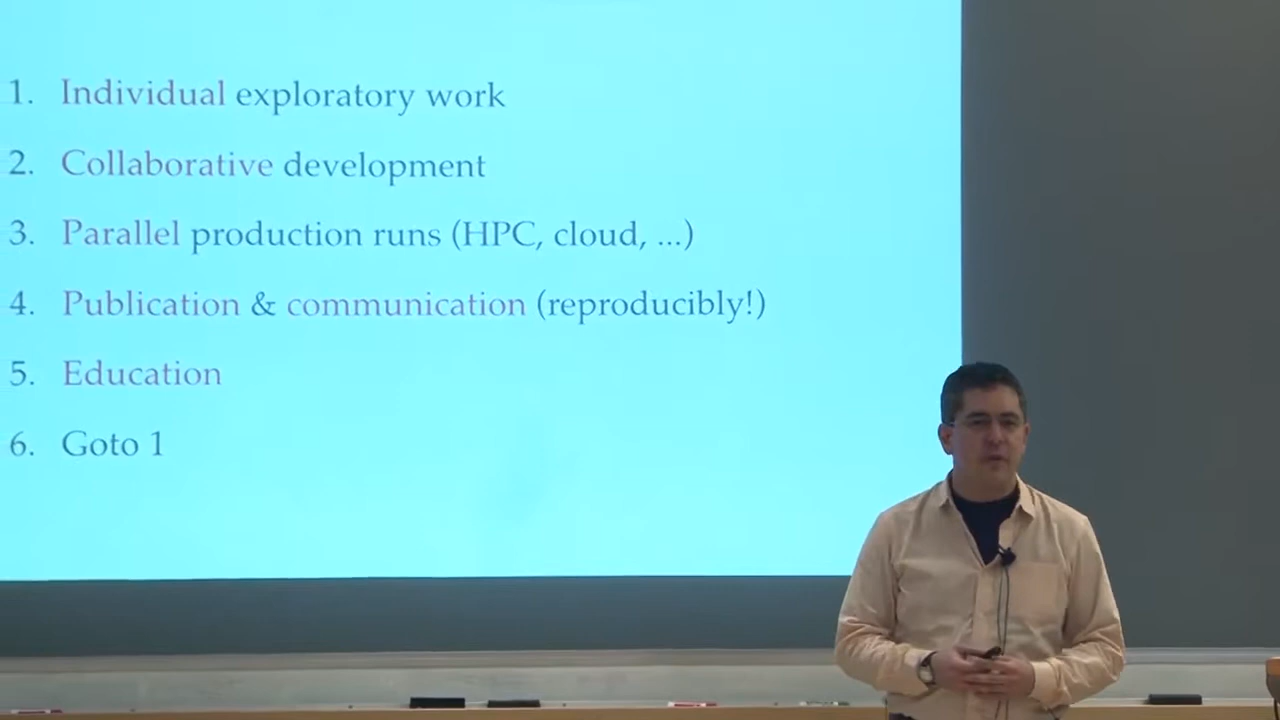 1. Individual exploratory work
2. Collaborative development
3. Parallel production runs (HPC, cloud, ...)
4. Publication & communication (reproducibly!)
5. Education
6. Goto 1